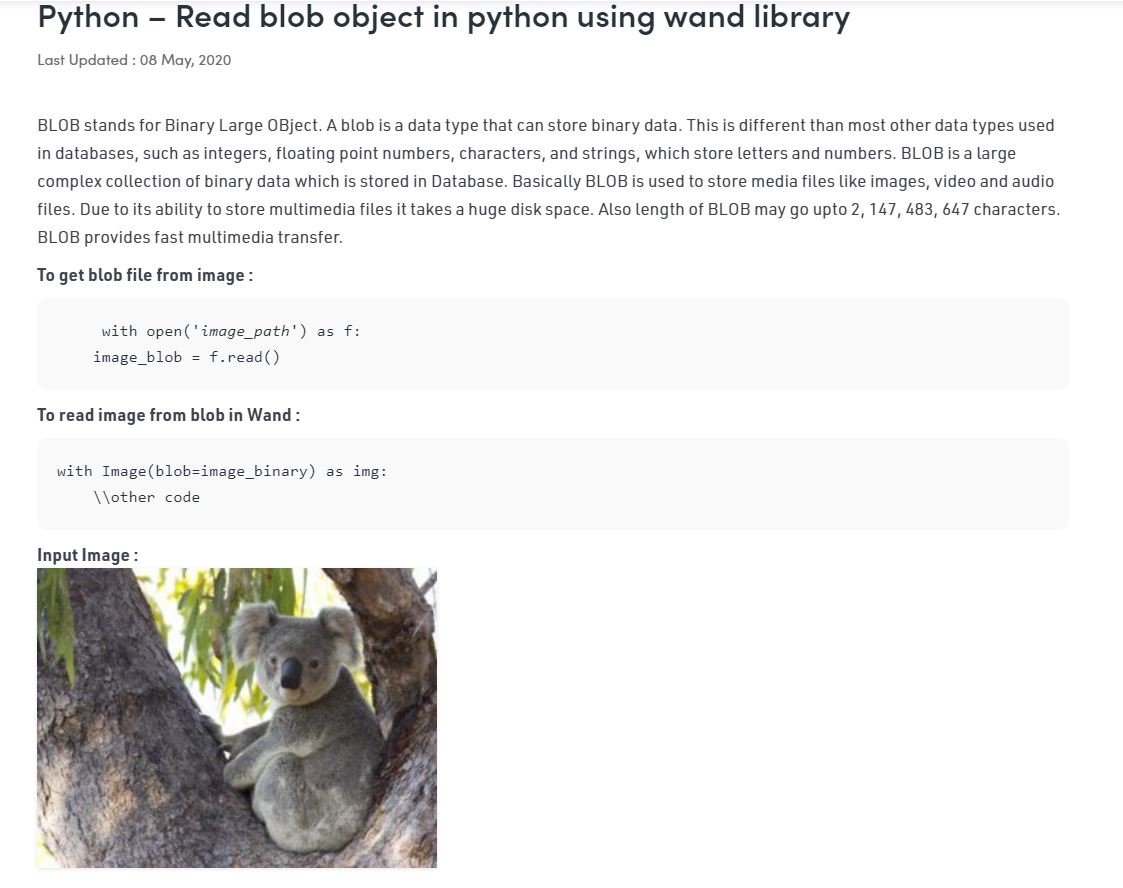 Python – Read blob object in python using wand library
Last Updated : 08 May, 2020
BLOB stands for Binary Large OBject. A blob is a data type that can store binary data. This is different than most other data types used
in databases, such as integers, floating point numbers, characters, and strings, which store letters and numbers. BLOB is a large
complex collection of binary data which is stored in Database. Basically BLOB is used to store media files like images, video and audio
files. Due to its ability to store multimedia files it takes a huge disk space. Also length of BLOB may go upto 2, 147, 483, 647 characters.
BLOB provides fast multimedia transfer.
To get blob file from image :
with open('image_path') as f:
image_blob = f.read()
To read image from blob in Wand :
with Image(blob=image_binary) as img:
\\other code
Input Image :